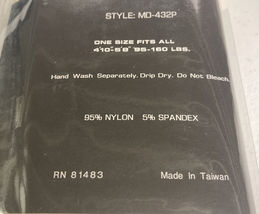 STYLE: MD-432P
ONE SIZE FITS ALL
4'10"-5'8" 95-160 LBS.
Hand Wash Separately. Drip Dry. Do Not Bleach.
95% NYLON 5% SPANDEX
RN 81483 Made In Taiwan